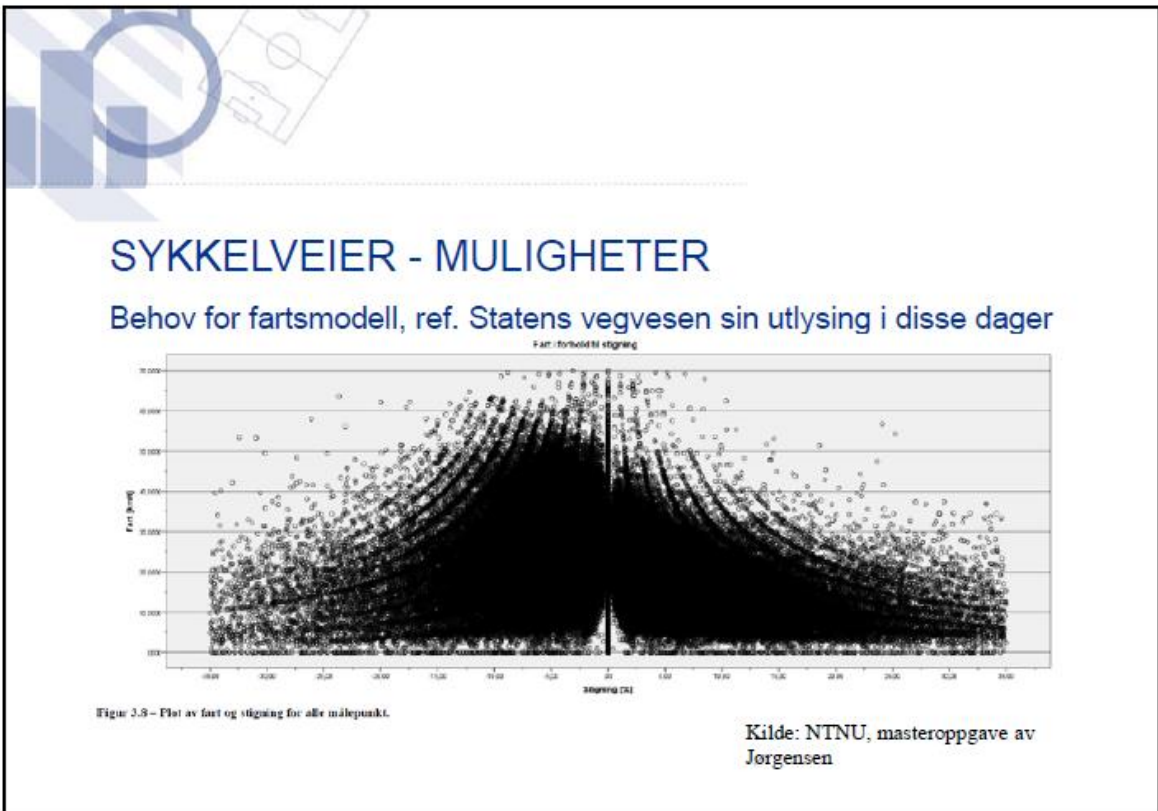 SYKKELVEIER - MULIGHETER
Behov for fartsmodell, ref. Statens vegvesen sin utlysing i disse dager
Fart i forhold til stigning
Fart [km/t]
Stigning [%]
Figur 3.8 – Plot av fart og stigning for alle målepunkt.
Kilde: NTNU, masteroppgave av
Jørgensen